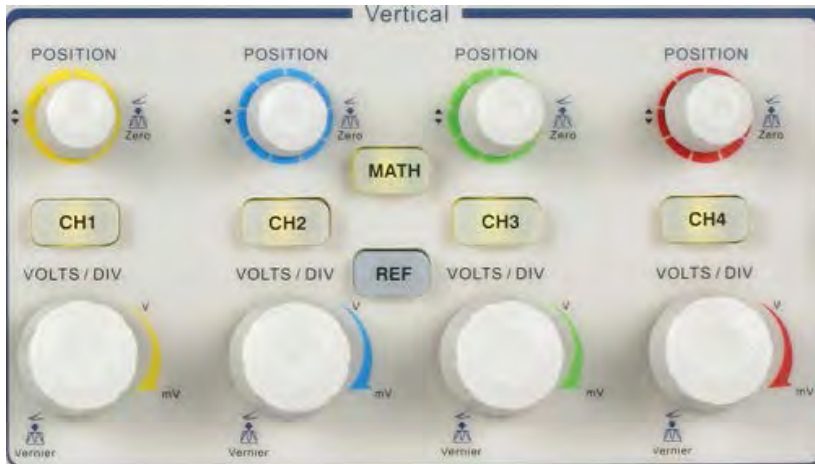 Vertical
POSITION POSITION POSITION POSITION
Zero Zero Zero Zero
MATH
CH1 CH2 CH3 CH4
REF
VOLTS / DIV VOLTS / DIV VOLTS / DIV VOLTS / DIV
V V V V
mV mV mV mV
Vernier Vernier Vernier Vernier